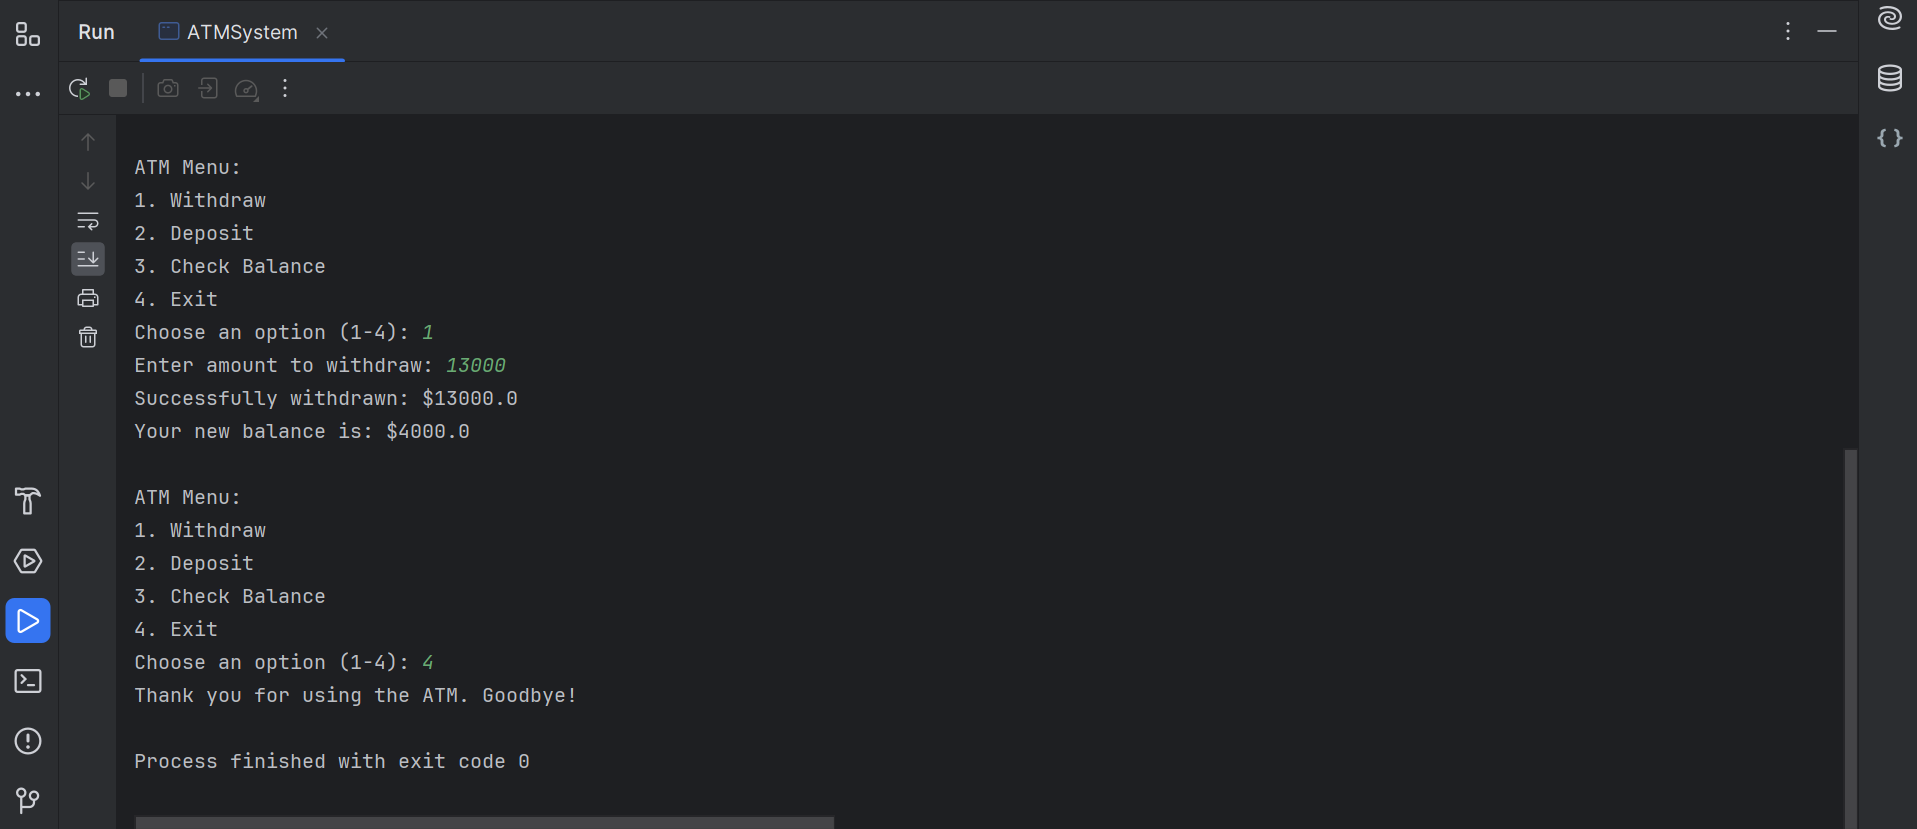 Run ATMSystem
ATM Menu:
1. Withdraw
2. Deposit
3. Check Balance
4. Exit
Choose an option (1-4): 1
Enter amount to withdraw: 13000
Successfully withdrawn: $13000.0
Your new balance is: $4000.0
ATM Menu:
1. Withdraw
2. Deposit
3. Check Balance
4. Exit
Choose an option (1-4): 4
Thank you for using the ATM. Goodbye!
Process finished with exit code 0